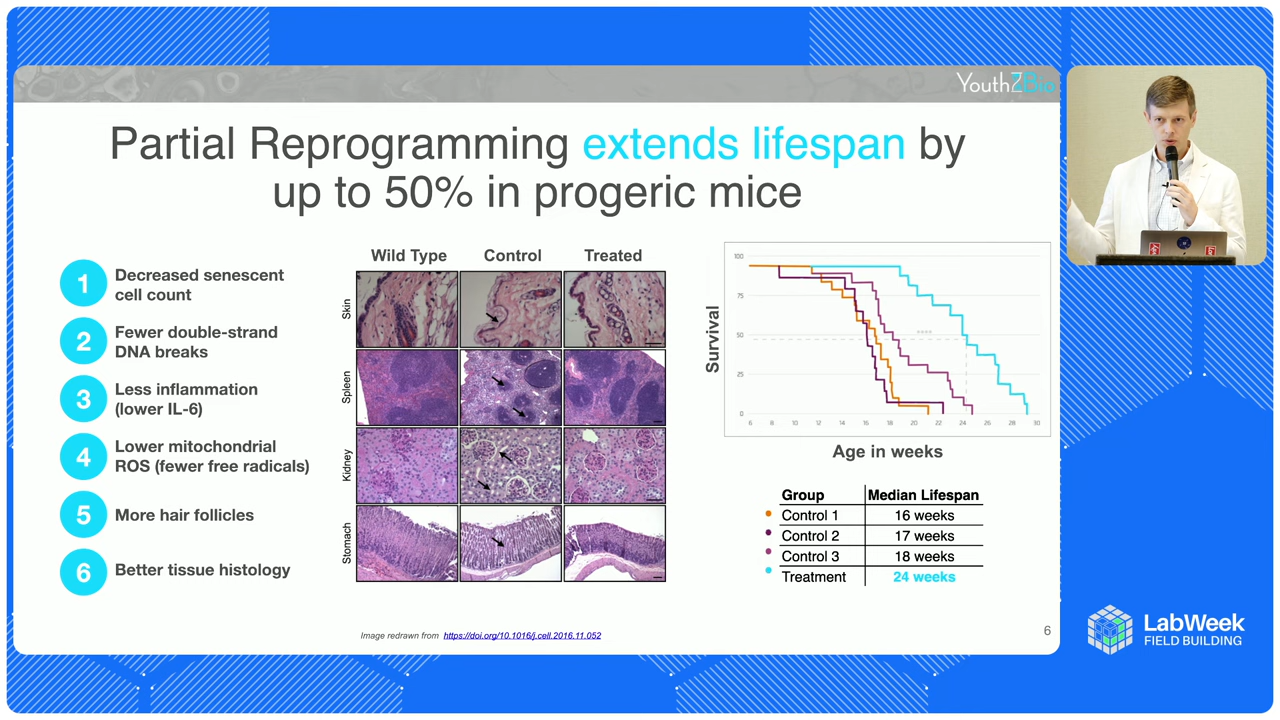 YouthZBio
Partial Reprogramming extends lifespan by
up to 50% in progeric mice
1
Decreased senescent
cell count
2
Fewer double-strand
DNA breaks
3
Less inflammation
(lower IL-6)
4
Lower mitochondrial
ROS (fewer free radicals)
5
More hair follicles
6
Better tissue histology
Wild Type Control Treated
Skin
Spleen
Kidney
Stomach
Image redrawn from https://doi.org/10.1016/j.cell.2016.11.052
Survival
100
75
50
25
0
6 8 10 12 14 16 18 20 22 24 26 28 30
Age in weeks
Group Median Lifespan
Control 1 16 weeks
Control 2 17 weeks
Control 3 18 weeks
Treatment 24 weeks
6
LabWeek
FIELD BUILDING